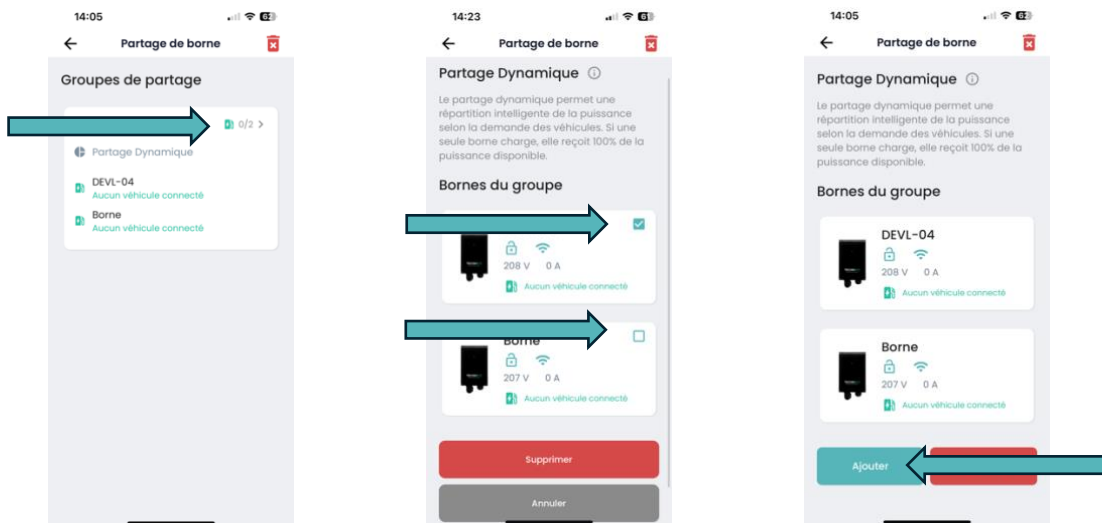 14:05
62
Partage de borne
Groupes de partage
0/2 >
Partage Dynamique
DEVL-04
Aucun véhicule connecté
Borne
Aucun véhicule connecté
14:23
61
Partage de borne
Partage Dynamique
Le partage dynamique permet une
répartition intelligente de la puissance
selon la demande des véhicules. Si une
seule borne charge, elle reçoit 100% de la
puissance disponible.
Bornes du groupe
208 V 0 A
Aucun véhicule connecté
Borne
207 V 0 A
Aucun véhicule connecté
Supprimer
Annuler
14:05
62
Partage de borne
Partage Dynamique
Le partage dynamique permet une
répartition intelligente de la puissance
selon la demande des véhicules. Si une
seule borne charge, elle reçoit 100% de la
puissance disponible.
Bornes du groupe
DEVL-04
208 V 0 A
Aucun véhicule connecté
Borne
207 V 0 A
Aucun véhicule connecté
Ajouter